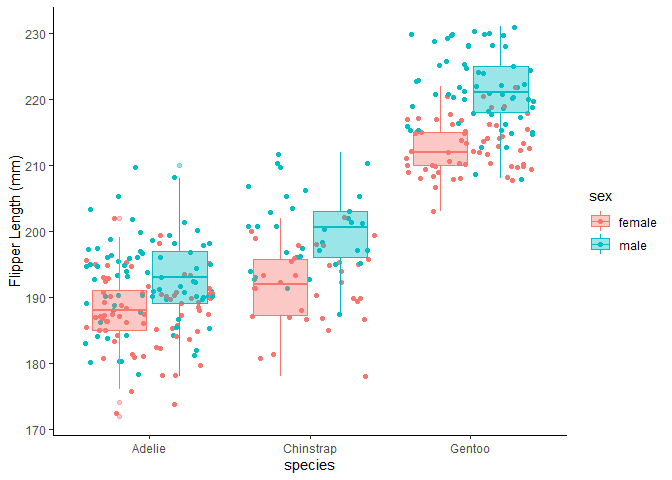 230
220
210
200
190
180
170
Flipper Length (mm)
Adelie
Chinstrap
Gentoo
species
sex
female
male